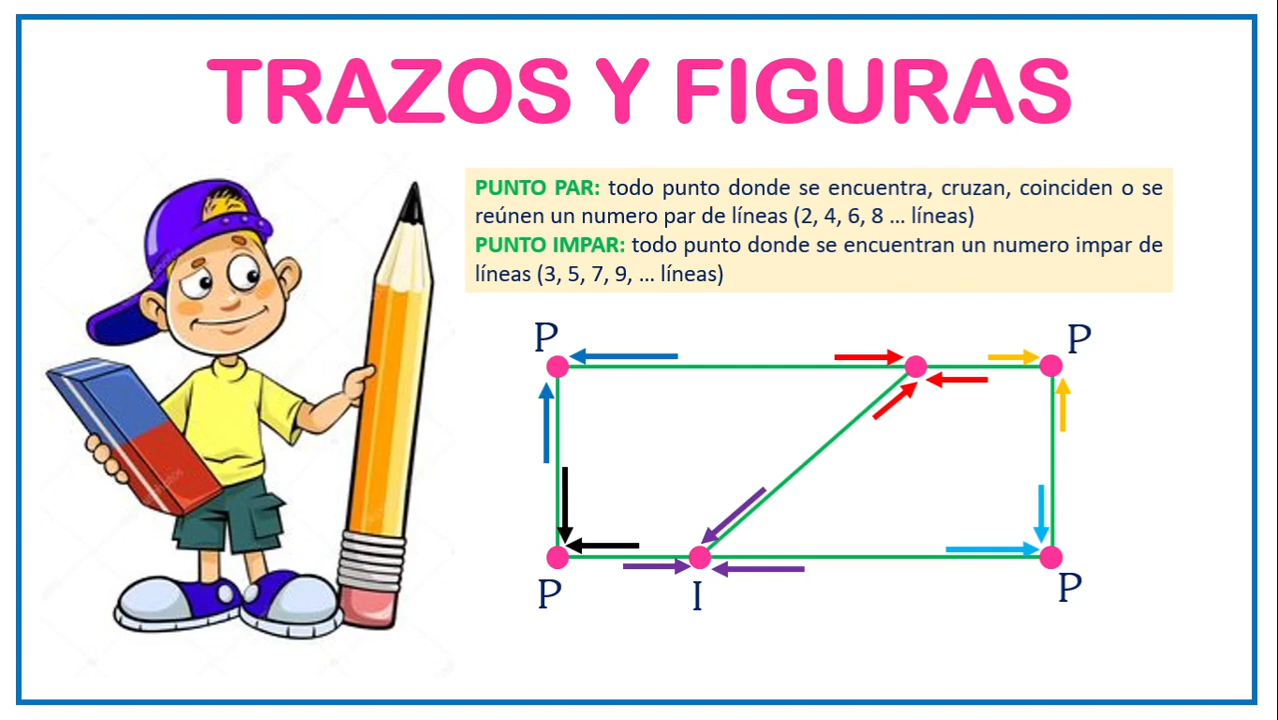 TRAZOS Y FIGURAS
PUNTO PAR: todo punto donde se encuentra, cruzan, coinciden o se
reúnen un numero par de líneas (2, 4, 6, 8 ... líneas)
PUNTO IMPAR: todo punto donde se encuentran un numero impar de
líneas (3, 5, 7, 9, ... líneas)
P
P
P
I
P